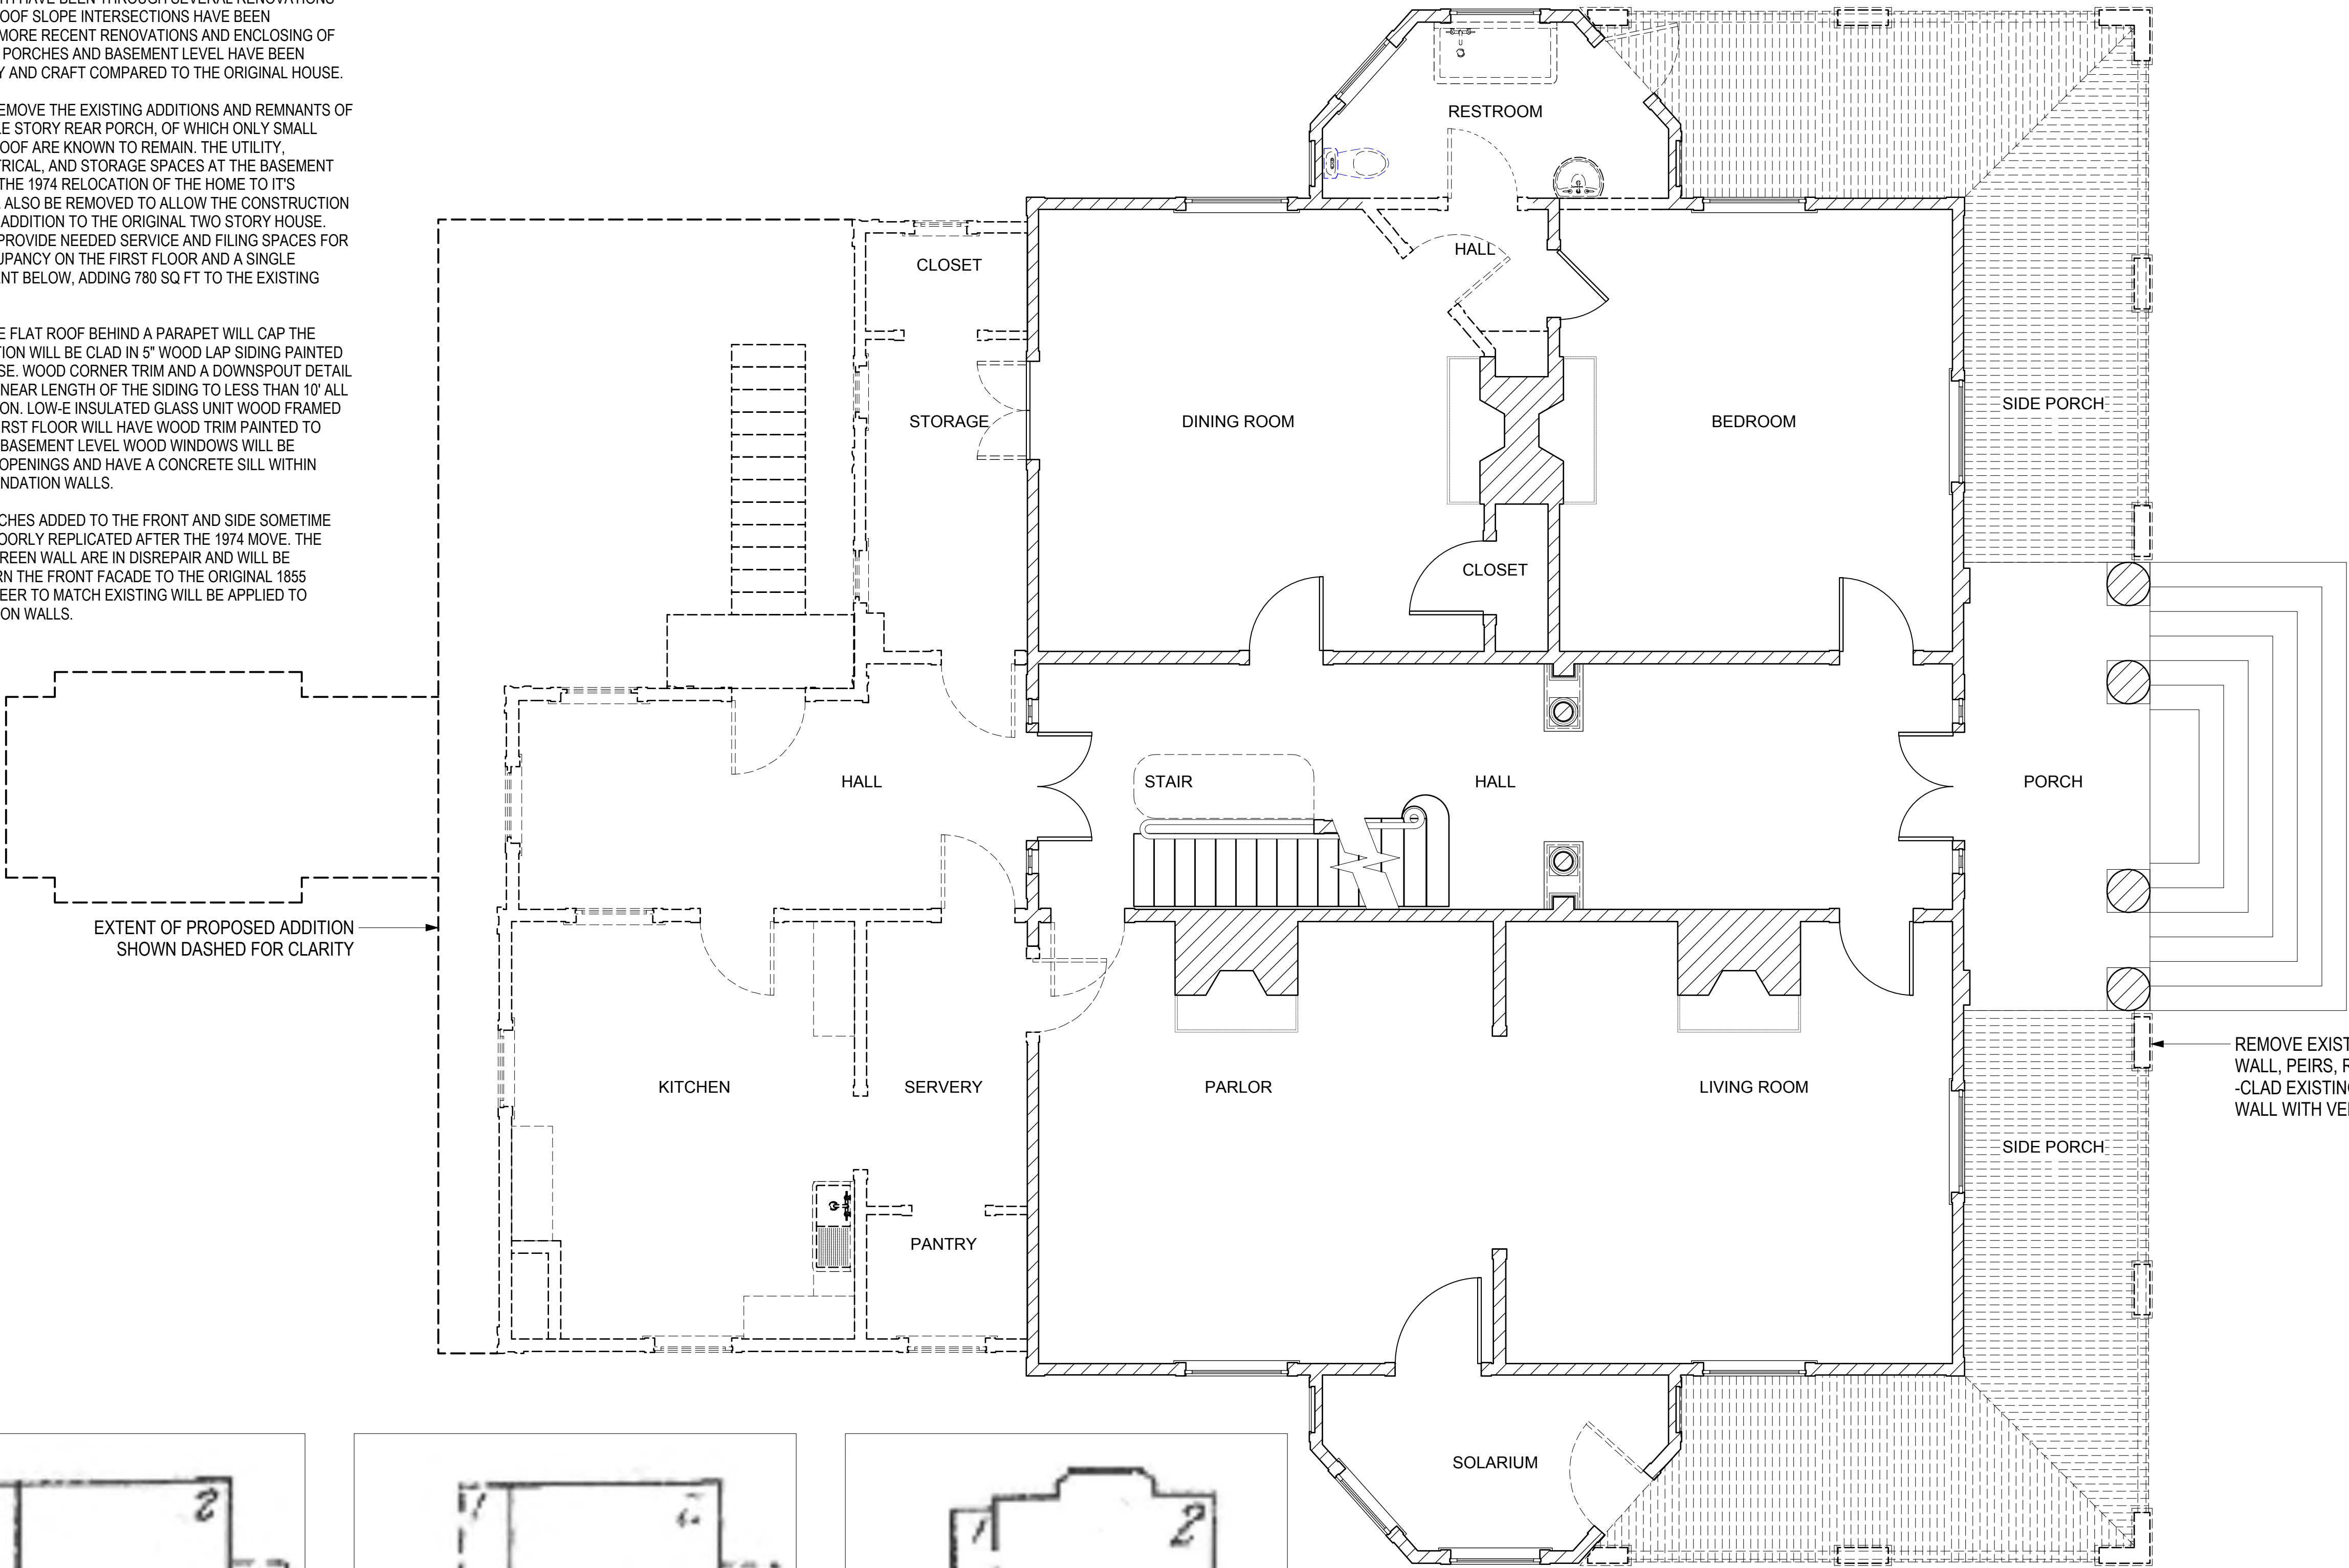 TH HAVE BEEN THROUGH SEVERAL RENOVATIONS
OOF SLOPE INTERSECTIONS HAVE BEEN
MORE RECENT RENOVATIONS AND ENCLOSING OF
PORCHES AND BASEMENT LEVEL HAVE BEEN
Y AND CRAFT COMPARED TO THE ORIGINAL HOUSE.
EMOVE THE EXISTING ADDITIONS AND REMNANTS OF
LE STORY REAR PORCH, OF WHICH ONLY SMALL
OOF ARE KNOWN TO REMAIN. THE UTILITY,
TRICAL, AND STORAGE SPACES AT THE BASEMENT
THE 1974 RELOCATION OF THE HOME TO IT'S
ALSO BE REMOVED TO ALLOW THE CONSTRUCTION
ADDITION TO THE ORIGINAL TWO STORY HOUSE.
PROVIDE NEEDED SERVICE AND FILING SPACES FOR
UPANCY ON THE FIRST FLOOR AND A SINGLE
ENT BELOW, ADDING 780 SQ FT TO THE EXISTING
E FLAT ROOF BEHIND A PARAPET WILL CAP THE
TION WILL BE CLAD IN 5" WOOD LAP SIDING PAINTED
SE. WOOD CORNER TRIM AND A DOWNSPOUT DETAIL
NEAR LENGTH OF THE SIDING TO LESS THAN 10' ALL
ON. LOW-E INSULATED GLASS UNIT WOOD FRAMED
RST FLOOR WILL HAVE WOOD TRIM PAINTED TO
BASEMENT LEVEL WOOD WINDOWS WILL BE
OPENINGS AND HAVE A CONCRETE SILL WITHIN
NDATION WALLS.
CHES ADDED TO THE FRONT AND SIDE SOMETIME
OORLY REPLICATED AFTER THE 1974 MOVE. THE
REEN WALL ARE IN DISREPAIR AND WILL BE
RN THE FRONT FACADE TO THE ORIGINAL 1855
EER TO MATCH EXISTING WILL BE APPLIED TO
ON WALLS.
RESTROOM
HALL
CLOSET
STORAGE
DINING ROOM
BEDROOM
SIDE PORCH
CLOSET
HALL
STAIR
HALL
PORCH
EXTENT OF PROPOSED ADDITION
SHOWN DASHED FOR CLARITY
REMOVE EXIST
WALL, PEIRS, R
-CLAD EXISTING
WALL WITH VE
KITCHEN
SERVERY
PARLOR
LIVING ROOM
SIDE PORCH
PANTRY
SOLARIUM
2
1
1
2